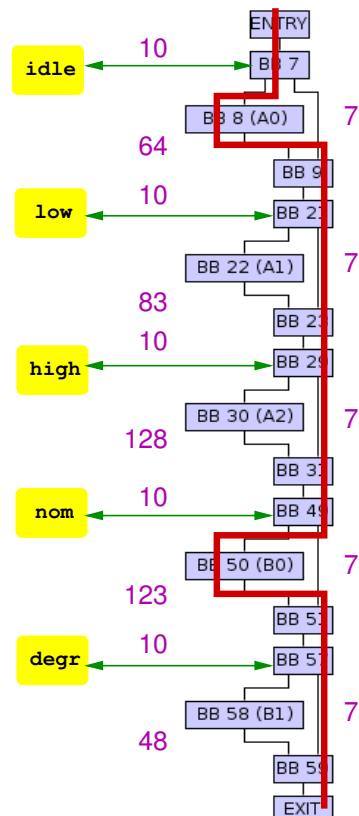 ENTRY
10
idle
BB 7
BB 8 (A0)
7
64
BB 9
10
low
BB 21
BB 22 (A1)
7
83
BB 23
10
high
BB 29
BB 30 (A2)
7
128
BB 31
10
nom
BB 49
BB 50 (B0)
7
123
BB 51
10
degr
BB 57
BB 58 (B1)
7
48
BB 59
EXIT